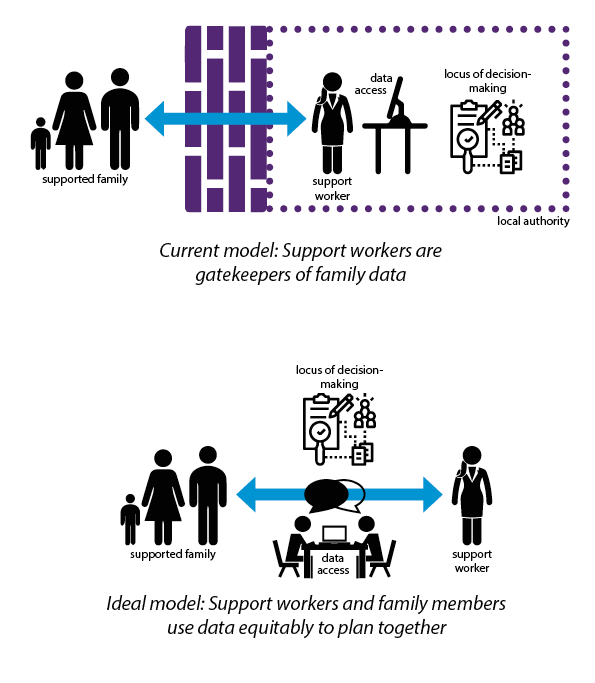 data
access
locus of decision-
making
supported family
support
worker
local authority
Current model: Support workers are
gatekeepers of family data
locus of decision-
making
supported family
data
access
support
worker
Ideal model: Support workers and family members
use data equitably to plan together